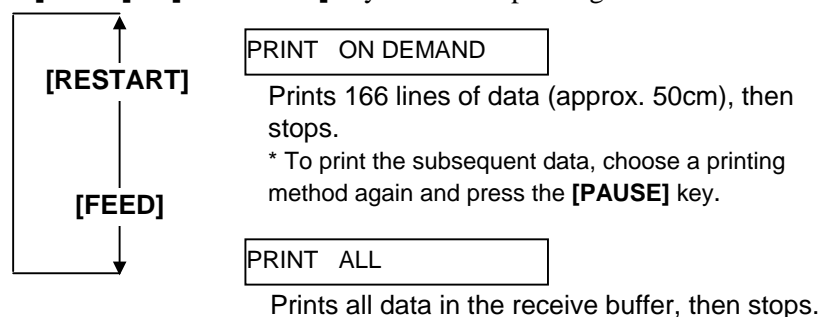 PRINT ON DEMAND
[RESTART]
Prints 166 lines of data (approx. 50cm), then
stops.
* To print the subsequent data, choose a printing
method again and press the [PAUSE] key.
[FEED]
PRINT ALL
Prints all data in the receive buffer, then stops.